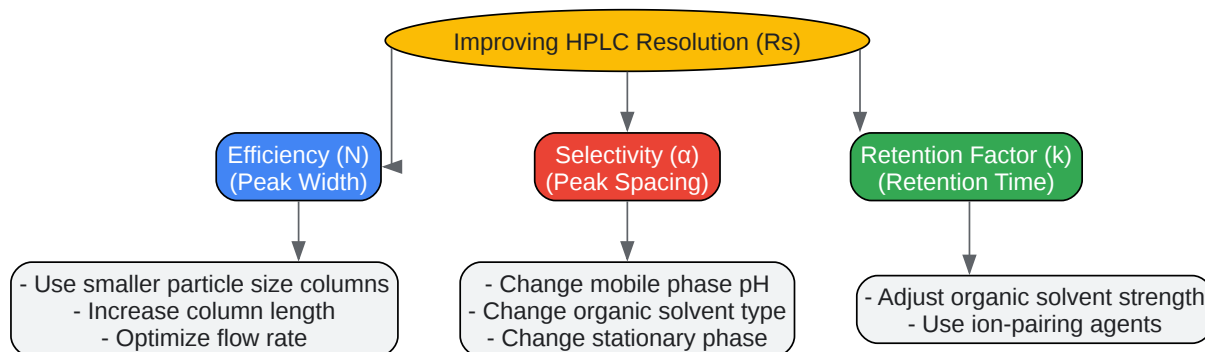 Improving HPLC Resolution (Rs)
Efficiency (N)
(Peak Width)
Selectivity (α)
(Peak Spacing)
Retention Factor (k)
(Retention Time)
- Use smaller particle size columns
- Increase column length
- Optimize flow rate
- Change mobile phase pH
- Change organic solvent type
- Change stationary phase
- Adjust organic solvent strength
- Use ion-pairing agents